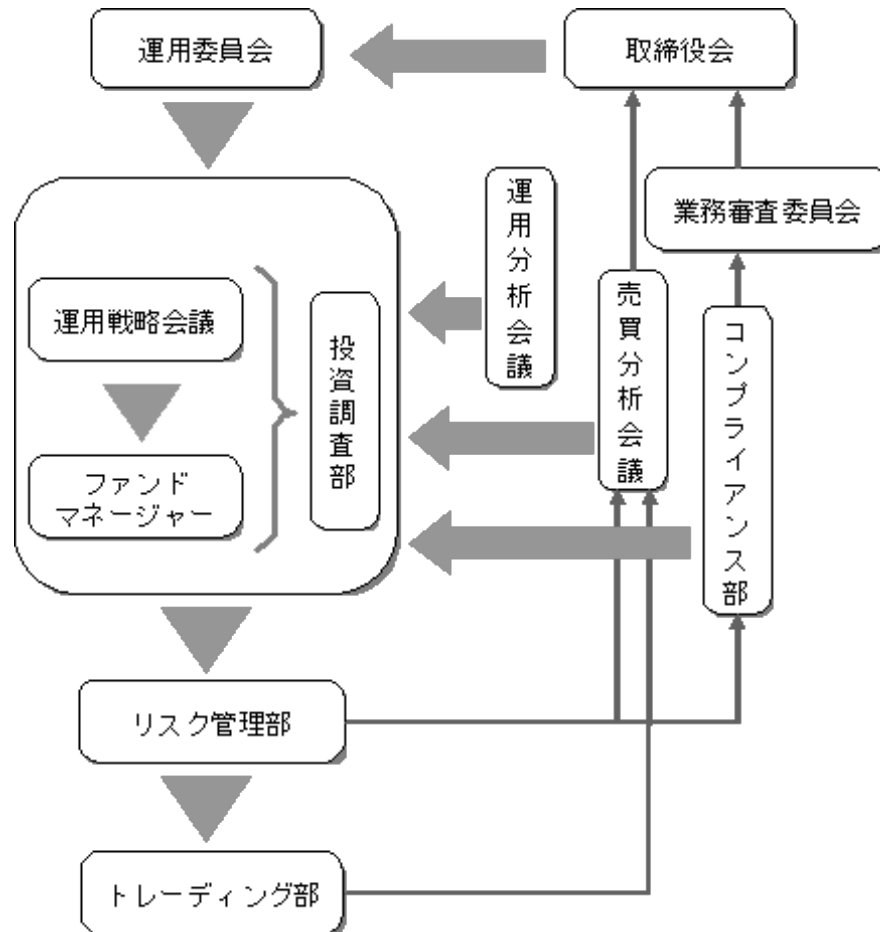 運用委員会
取締役会
運用分析会議
業務審査委員会
売買分析会議
コンプライアンス部
運用戦略会議
投資調査部
ファンド
マネージャー
リスク管理部
トレーディング部